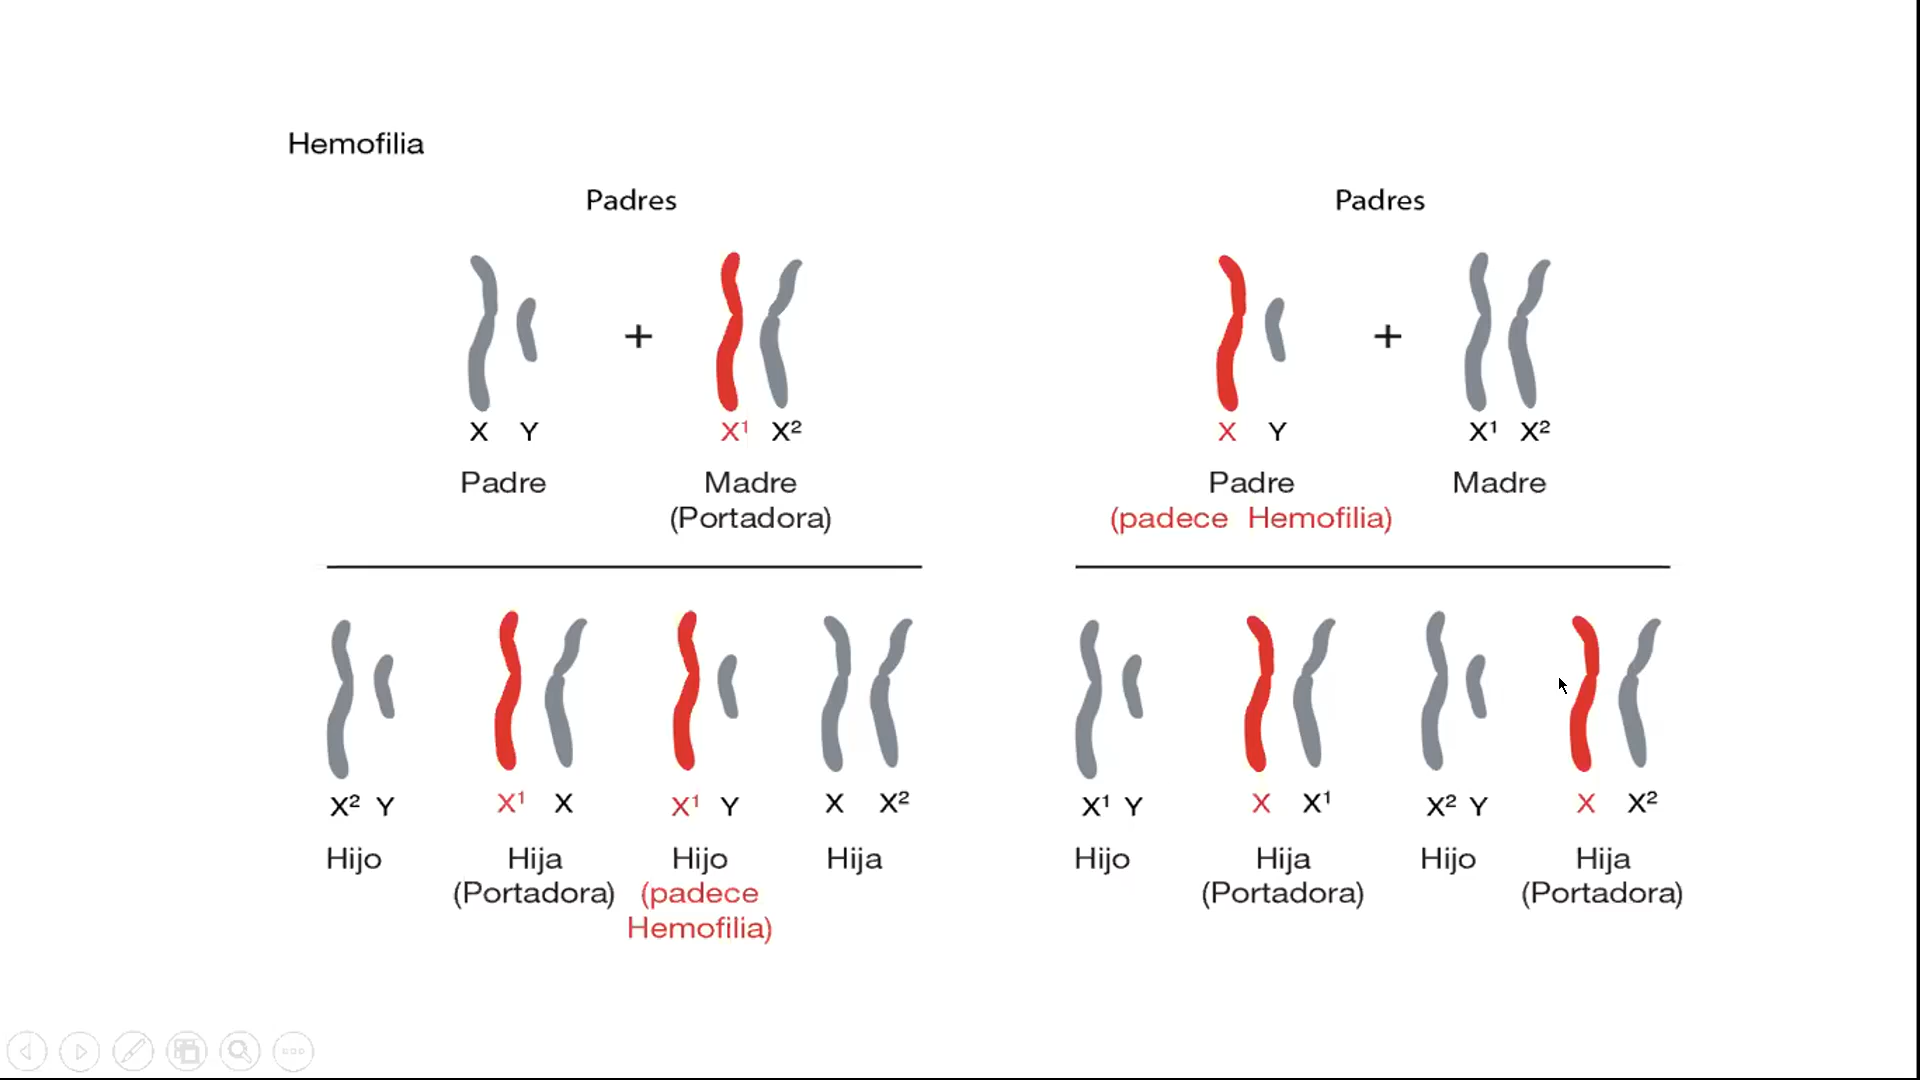 Hemofilia
Padres
X Y + X¹ X²
Padre Madre
(Portadora)
X² Y X¹ X X¹ Y X X²
Hijo Hija Hijo Hija
(Portadora) (padece
Hemofilia)
Padres
X Y + X¹ X²
Padre Madre
(padece Hemofilia)
X¹ Y X X¹ X² Y X X²
Hijo Hija Hijo Hija
(Portadora) (Portadora)